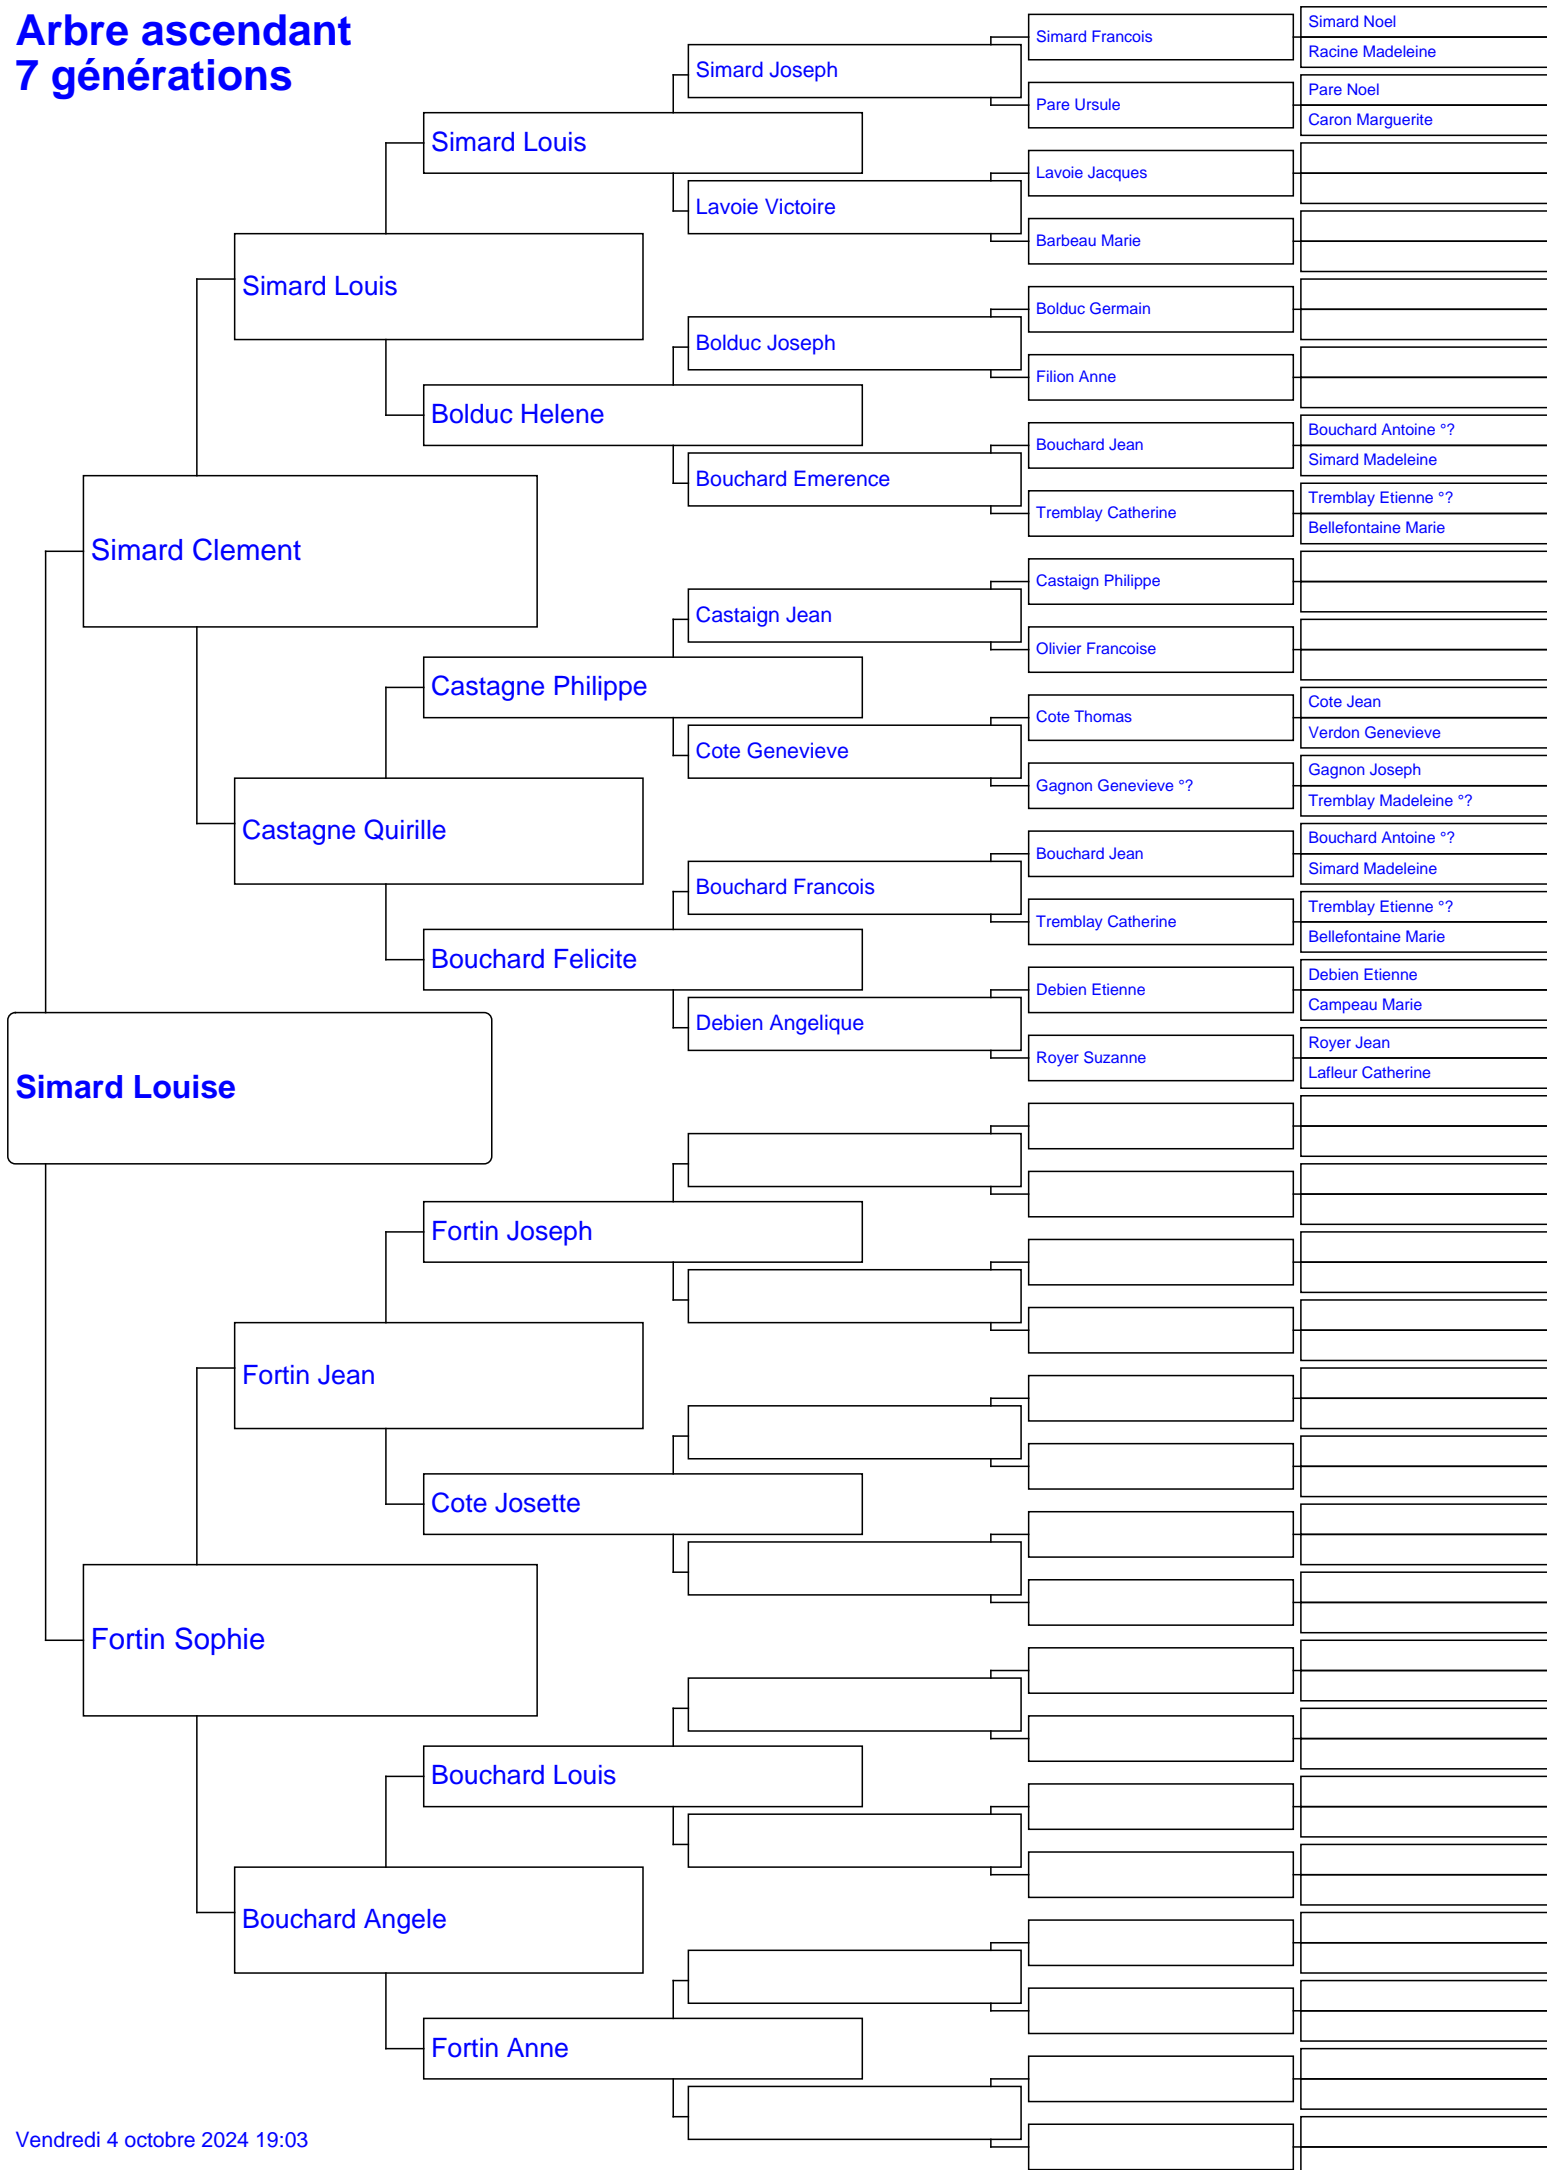 Arbre ascendant
7 générations
Simard Noel
Simard Francois
Racine Madeleine
Simard Joseph
Pare Noel
Pare Ursule
Caron Marguerite
Simard Louis
Lavoie Jacques
Lavoie Victoire
Barbeau Marie
Simard Louis
Bolduc Germain
Bolduc Joseph
Filion Anne
Bolduc Helene
Bouchard Antoine °?
Bouchard Jean
Simard Madeleine
Bouchard Emerence
Tremblay Etienne °?
Tremblay Catherine
Bellefontaine Marie
Simard Clement
Castaign Philippe
Castaign Jean
Olivier Francoise
Castagne Philippe
Cote Jean
Cote Thomas
Verdon Genevieve
Cote Genevieve
Gagnon Joseph
Gagnon Genevieve °?
Tremblay Madeleine °?
Castagne Quirille
Bouchard Antoine °?
Bouchard Jean
Simard Madeleine
Bouchard Francois
Tremblay Etienne °?
Tremblay Catherine
Bellefontaine Marie
Bouchard Felicite
Debien Etienne
Debien Etienne
Campeau Marie
Debien Angelique
Royer Jean
Royer Suzanne
Lafleur Catherine
Simard Louise
Fortin Joseph
Fortin Jean
Cote Josette
Fortin Sophie
Bouchard Louis
Bouchard Angele
Fortin Anne
Vendredi 4 octobre 2024 19:03